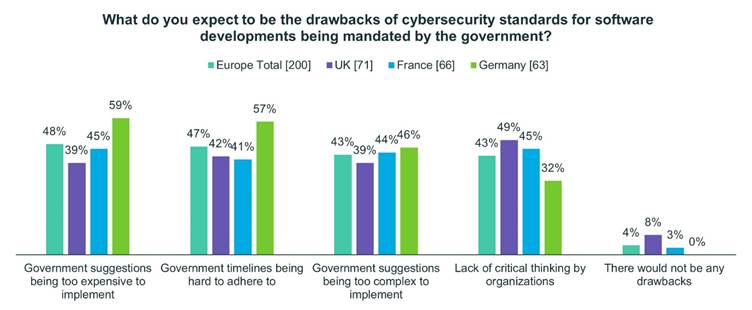 What do you expect to be the drawbacks of cybersecurity standards for software
developments being mandated by the government?
Europe Total [200] UK [71] France [66] Germany [63]
48% 39% 45% 59%
47% 42% 41% 57%
43% 39% 44% 46%
43% 49% 45% 32%
4% 8% 3% 0%
Government suggestions
being too expensive to
implement
Government timelines being
hard to adhere to
Government suggestions
being too complex to
implement
Lack of critical thinking by
organizations
There would not be any
drawbacks